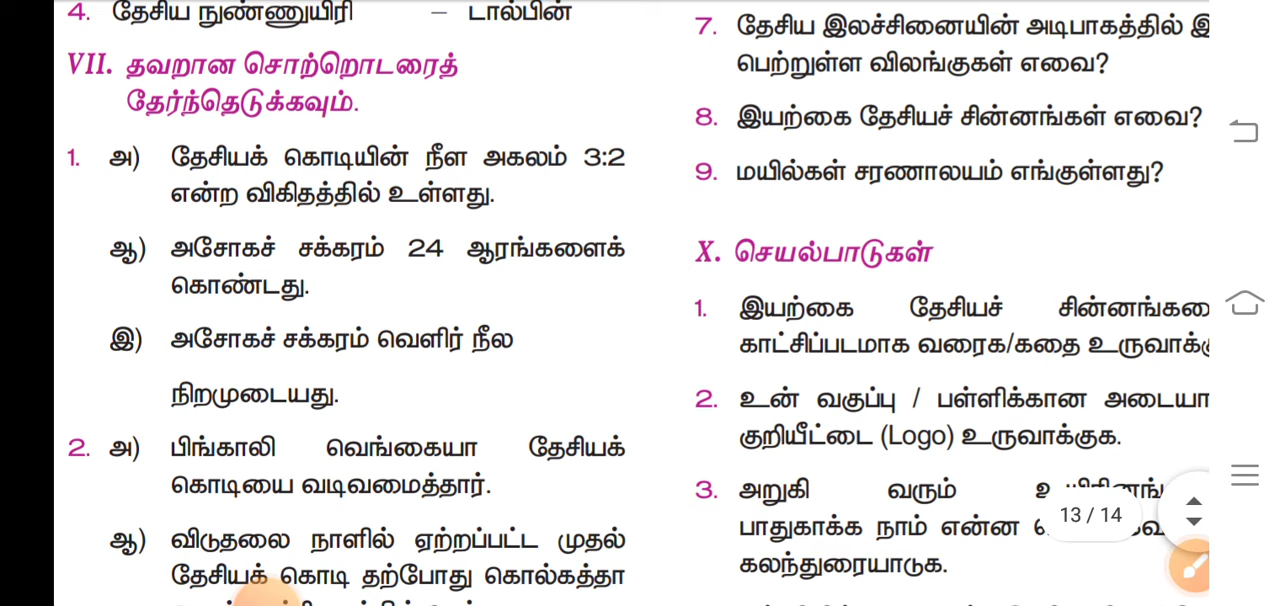 4. தேசிய நுண்ணுயிரி – டால்பின்
VII. தவறான சொற்றொடரைத்
தேர்ந்தெடுக்கவும்.
1. அ) தேசியக் கொடியின் நீள அகலம் 3:2
என்ற விகிதத்தில் உள்ளது.
ஆ) அசோகச் சக்கரம் 24 ஆரங்களைக்
கொண்டது.
இ) அசோகச் சக்கரம் வெளிர் நீல
நிறமுடையது.
2. அ) பிங்காலி வெங்கையா தேசியக்
கொடியை வடிவமைத்தார்.
ஆ) விடுதலை நாளில் ஏற்றப்பட்ட முதல்
தேசியக் கொடி தற்போது கொல்கத்தா
7. தேசிய இலச்சினையின் அடிபாகத்தில்
பெற்றுள்ள விலங்குகள் எவை?
8. இயற்கை தேசியச் சின்னங்கள் எவை?
9. மயில்கள் சரணாலயம் எங்குள்ளது?
X. செயல்பாடுகள்
1. இயற்கை தேசியச்
காட்சிப்படமாக வரைக/கதை
2. உன் வகுப்பு / பள்ளிக்கான
குறியீட்டை (Logo) உருவாக்குக.
3. அறுகி வரும்
பாதுகாக்க நாம் என்ன
கலந்துரையாடுக.
13 / 14